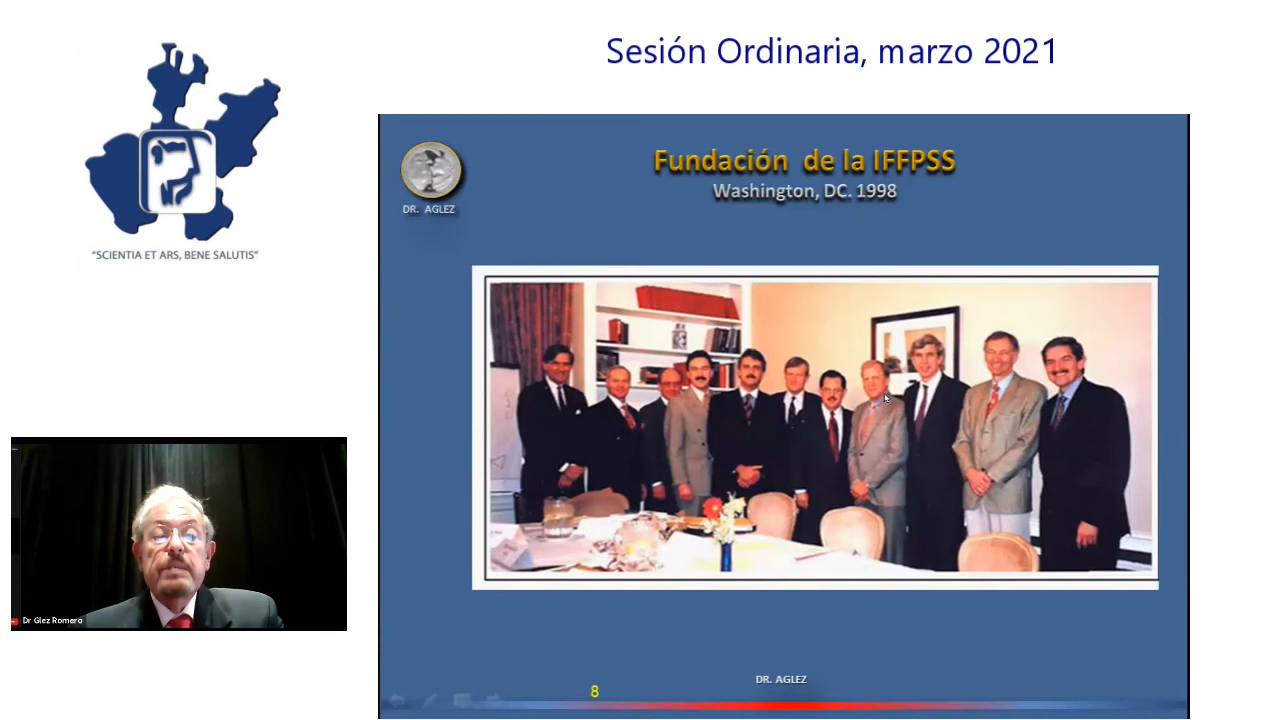 Sesión Ordinaria, marzo 2021
"SCIENTIA ET ARS, BENE SALUTIS"
Fundación de la IFFPSS
Washington, DC. 1998
DR. AGLEZ
Dr Glez Romero
DR. AGLEZ
8